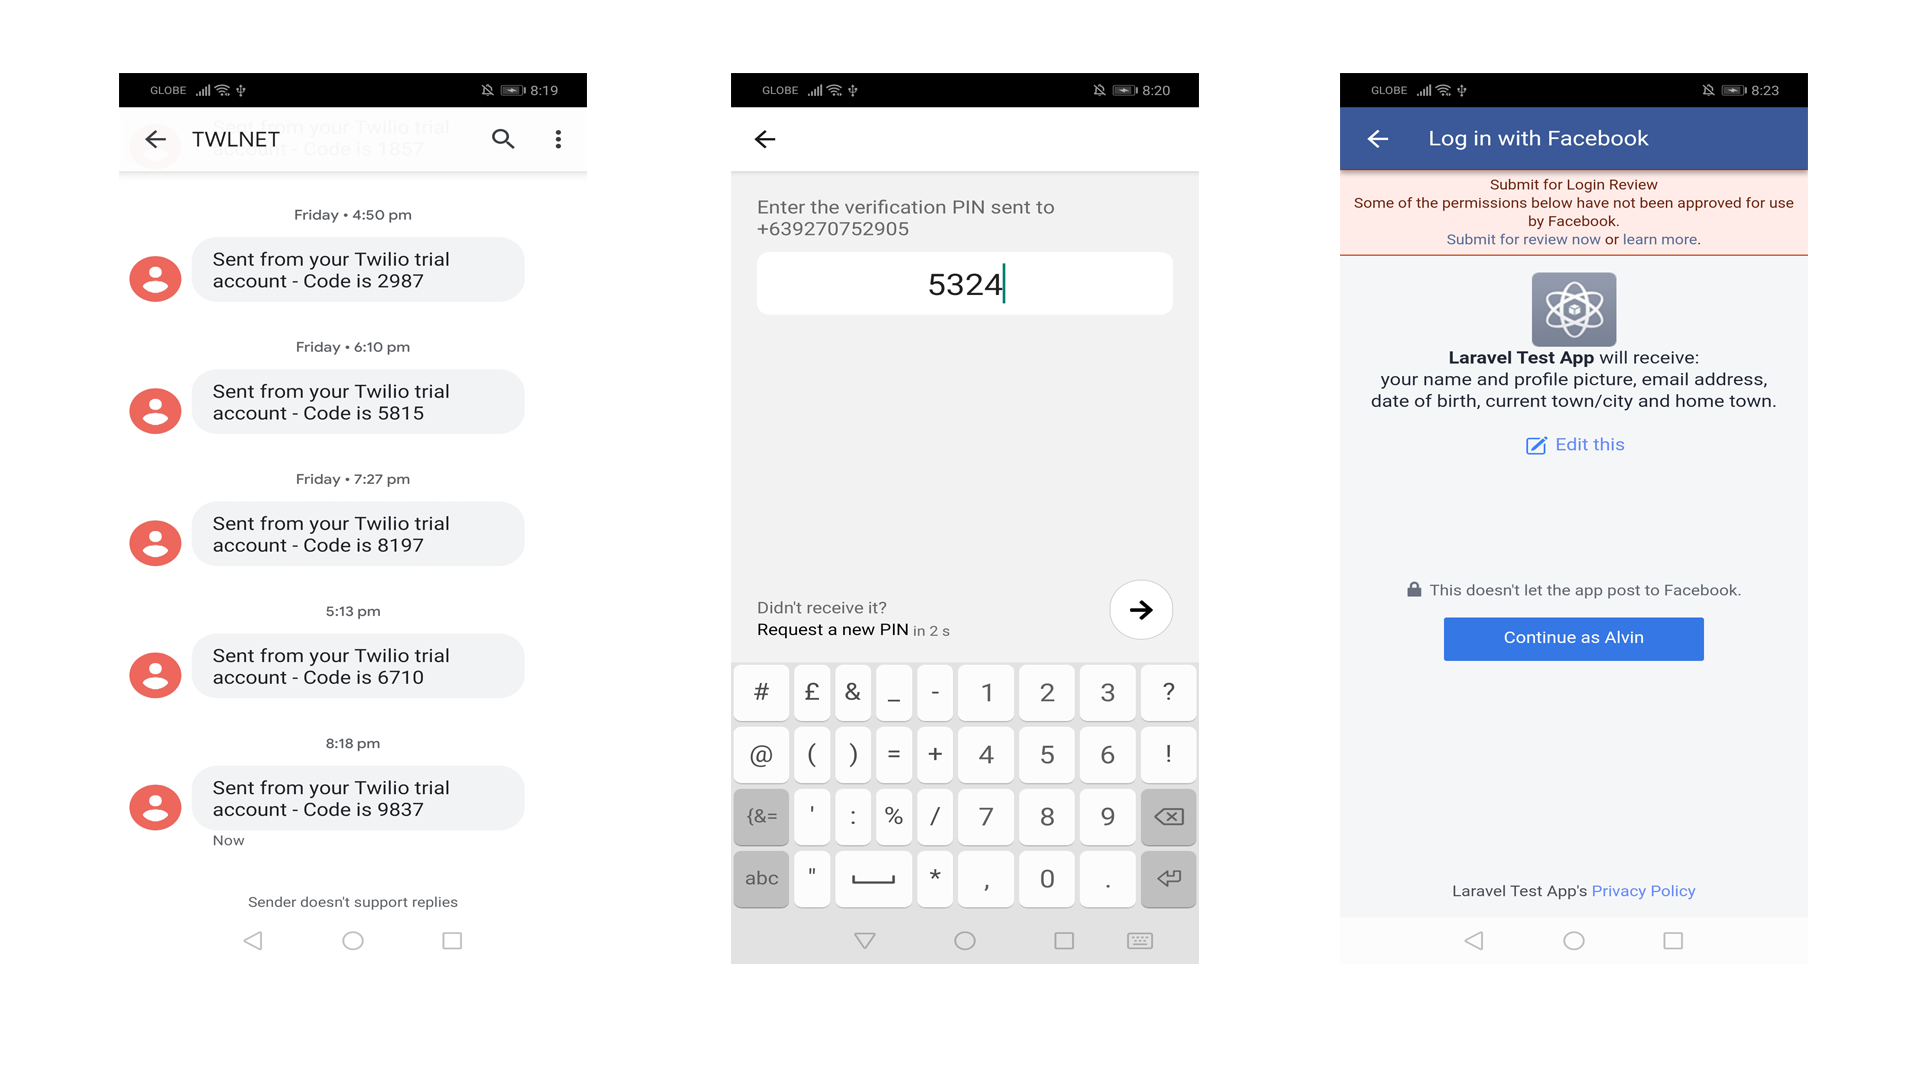 GLOBE 8:19
Sent from your Twilio trial
account - Code is 1857
TWLNET
Friday • 4:50 pm
Sent from your Twilio trial
account - Code is 2987
Friday • 6:10 pm
Sent from your Twilio trial
account - Code is 5815
Friday • 7:27 pm
Sent from your Twilio trial
account - Code is 8197
5:13 pm
Sent from your Twilio trial
account - Code is 6710
8:18 pm
Sent from your Twilio trial
account - Code is 9837
Now
Sender doesn't support replies
GLOBE 8:20
Enter the verification PIN sent to
+639270752905
5324
Didn't receive it?
Request a new PIN in 2 s
# £ & _ - 1 2 3 ?
@ ( ) = + 4 5 6 !
{&= ' : % / 7 8 9
abc " * , 0 .
GLOBE 8:23
Log in with Facebook
Submit for Login Review
Some of the permissions below have not been approved for use
by Facebook.
Submit for review now or learn more.
Laravel Test App will receive:
your name and profile picture, email address,
date of birth, current town/city and home town.
Edit this
This doesn't let the app post to Facebook.
Continue as Alvin
Laravel Test App's Privacy Policy